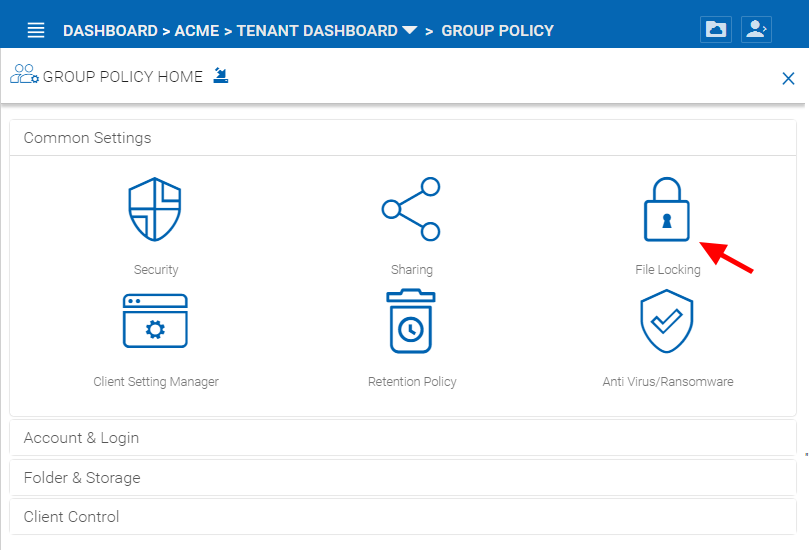 DASHBOARD > ACME > TENANT DASHBOARD > GROUP POLICY
GROUP POLICY HOME
Common Settings
Security Sharing File Locking
Client Setting Manager Retention Policy Anti Virus/Ransomware
Account & Login
Folder & Storage
Client Control